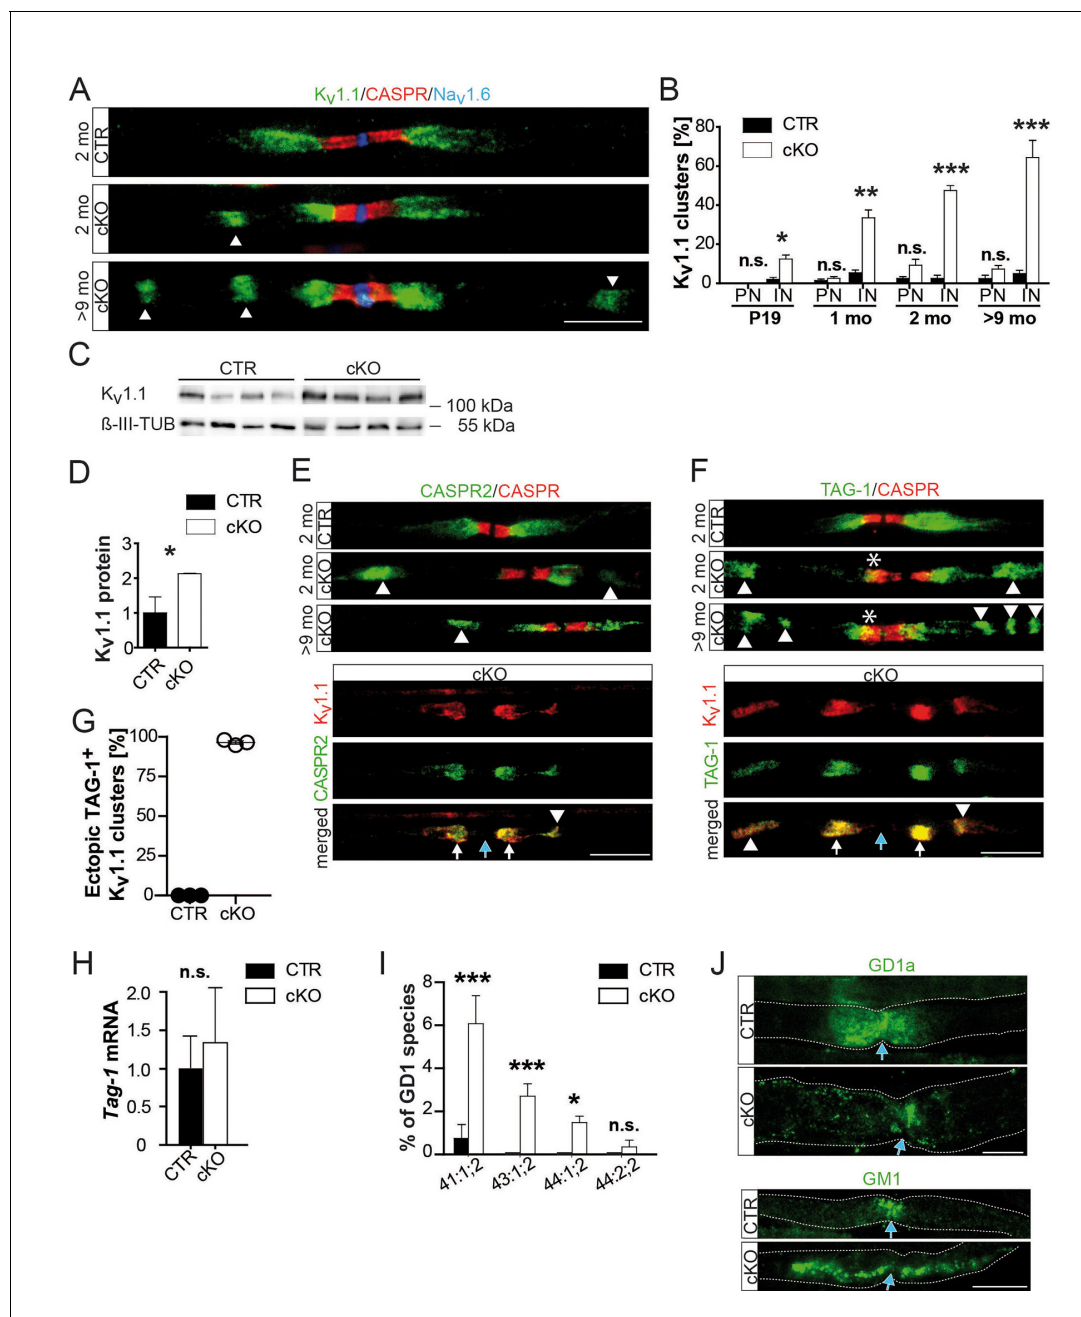 A
Kv1.1/CASPR/Nav1.6
2 mo
CTR
2 mo
cKO
>9 mo
cKO
B
CTR
cKO
Kv1.1 clusters [%]
80
60
40
20
0
n.s.
*
n.s.
**
n.s.
***
n.s.
***
PN IN PN IN PN IN PN IN
P19 1 mo 2 mo >9 mo
C
CTR cKO
Kv1.1
– 100 kDa
ß-III-TUB
– 55 kDa
D
CTR
cKO
Kv1.1 protein
3
2
1
0
*
CTR
cKO
E
CASPR2/CASPR
2 mo
CTR
2 mo
cKO
>9 mo
cKO
cKO
Kv1.1
CASPR2
merged
F
TAG-1/CASPR
2 mo
CTR
2 mo
cKO
*
>9 mo
cKO
*
cKO
Kv1.1
TAG-1
merged
G
Ectopic TAG-1+
Kv1.1 clusters [%]
100
75
50
25
0
CTR cKO
H
CTR
cKO
Tag-1 mRNA
n.s.
2.0
1.5
1.0
0.5
0
CTR
cKO
I
CTR
cKO
% of GD1 species
8
6
4
2
0
***
***
*
n.s.
41:1;2
43:1;2
44:1;2
44:2;2
J
GD1a
CTR
cKO
GM1
CTR
cKO